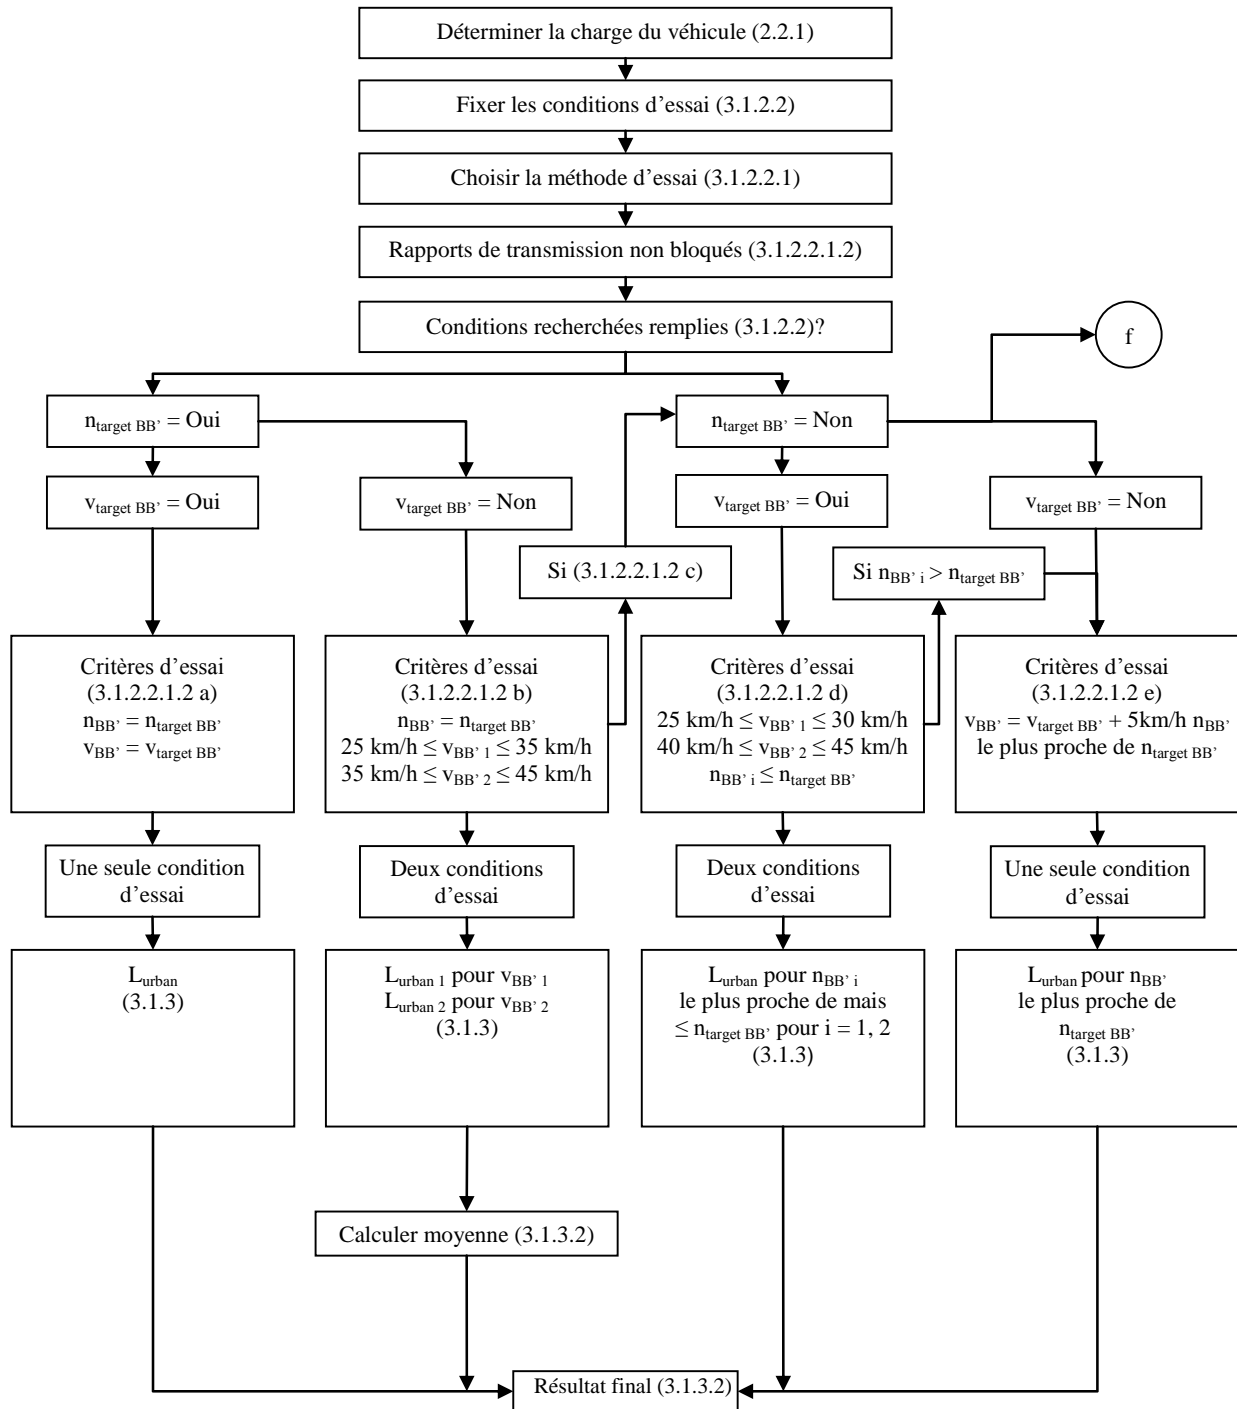 Déterminer la charge du véhicule (2.2.1)
Fixer les conditions d’essai (3.1.2.2)
Choisir la méthode d’essai (3.1.2.2.1)
Rapports de transmission non bloqués (3.1.2.2.1.2)
Conditions recherchées remplies (3.1.2.2)?
f
n target BB’ = Oui
n target BB’ = Non
v target BB’ = Oui
v target BB’ = Non
v target BB’ = Oui
v target BB’ = Non
Si (3.1.2.2.1.2 c)
Si n BB’ i > n target BB’
Critères d’essai
(3.1.2.2.1.2 a)
n BB’ = n target BB’
v BB’ = v target BB’
Critères d’essai
(3.1.2.2.1.2 b)
n BB’ = n target BB’
25 km/h ≤ v BB’ 1 ≤ 35 km/h
35 km/h ≤ v BB’ 2 ≤ 45 km/h
Critères d’essai
(3.1.2.2.1.2 d)
25 km/h ≤ v BB’ 1 ≤ 30 km/h
40 km/h ≤ v BB’ 2 ≤ 45 km/h
n BB’ i ≤ n target BB’
Critères d’essai
(3.1.2.2.1.2 e)
v BB’ = v target BB’ + 5km/h n BB’
le plus proche de n target BB’
Une seule condition
d’essai
Deux conditions
d’essai
Deux conditions
d’essai
Une seule condition
d’essai
L urban
(3.1.3)
L urban 1 pour v BB’ 1
L urban 2 pour v BB’ 2
(3.1.3)
L urban pour n BB’ i
le plus proche de mais
≤ n target BB’ pour i = 1, 2
(3.1.3)
L urban pour n BB’
le plus proche de
n target BB’
(3.1.3)
Calculer moyenne (3.1.3.2)
Résultat final (3.1.3.2)